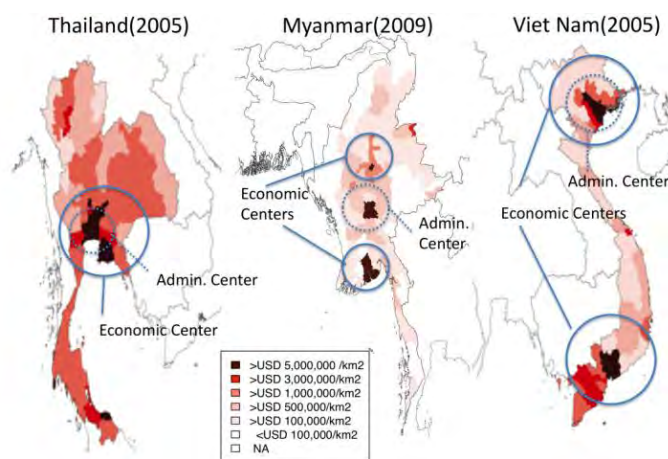 Thailand(2005)
Myanmar(2009)
Viet Nam(2005)
Economic
Centers
Admin.
Center
Admin. Center
Economic Center
Admin. Center
Economic Centers
>USD 5,000,000 /km2
>USD 3,000,000/km2
>USD 1,000,000/km2
>USD 500,000/km2
>USD 100,000/km2
<USD 100,000/km2
NA